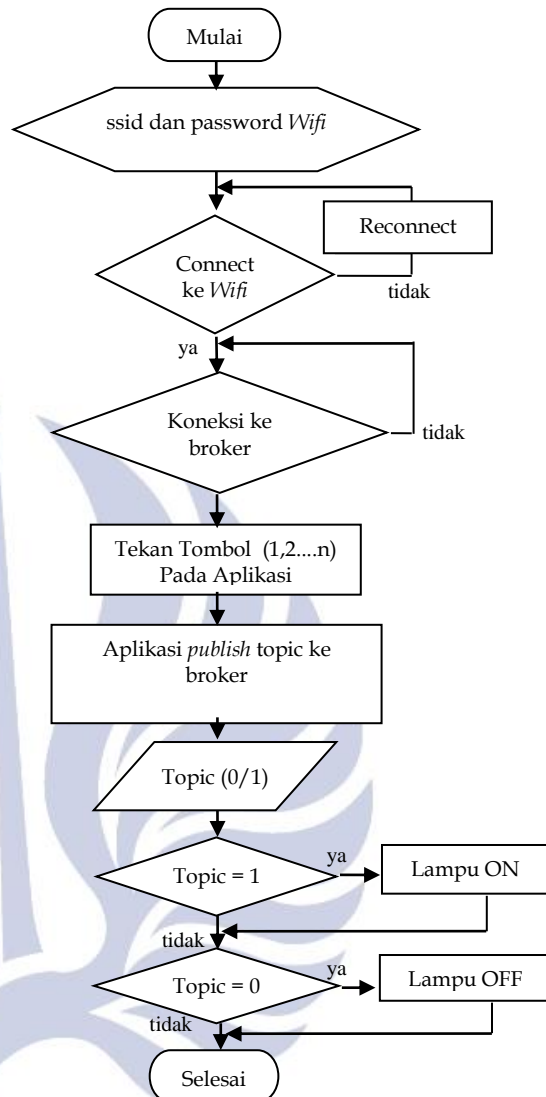 Mulai
ssid dan password Wifi
Reconnect
Connect
ke Wifi
tidak
ya
Koneksi ke
broker
tidak
Tekan Tombol (1,2....n)
Pada Aplikasi
Aplikasi publish topic ke
broker
Topic (0/1)
Topic = 1
ya
Lampu ON
tidak
Topic = 0
ya
Lampu OFF
tidak
Selesai